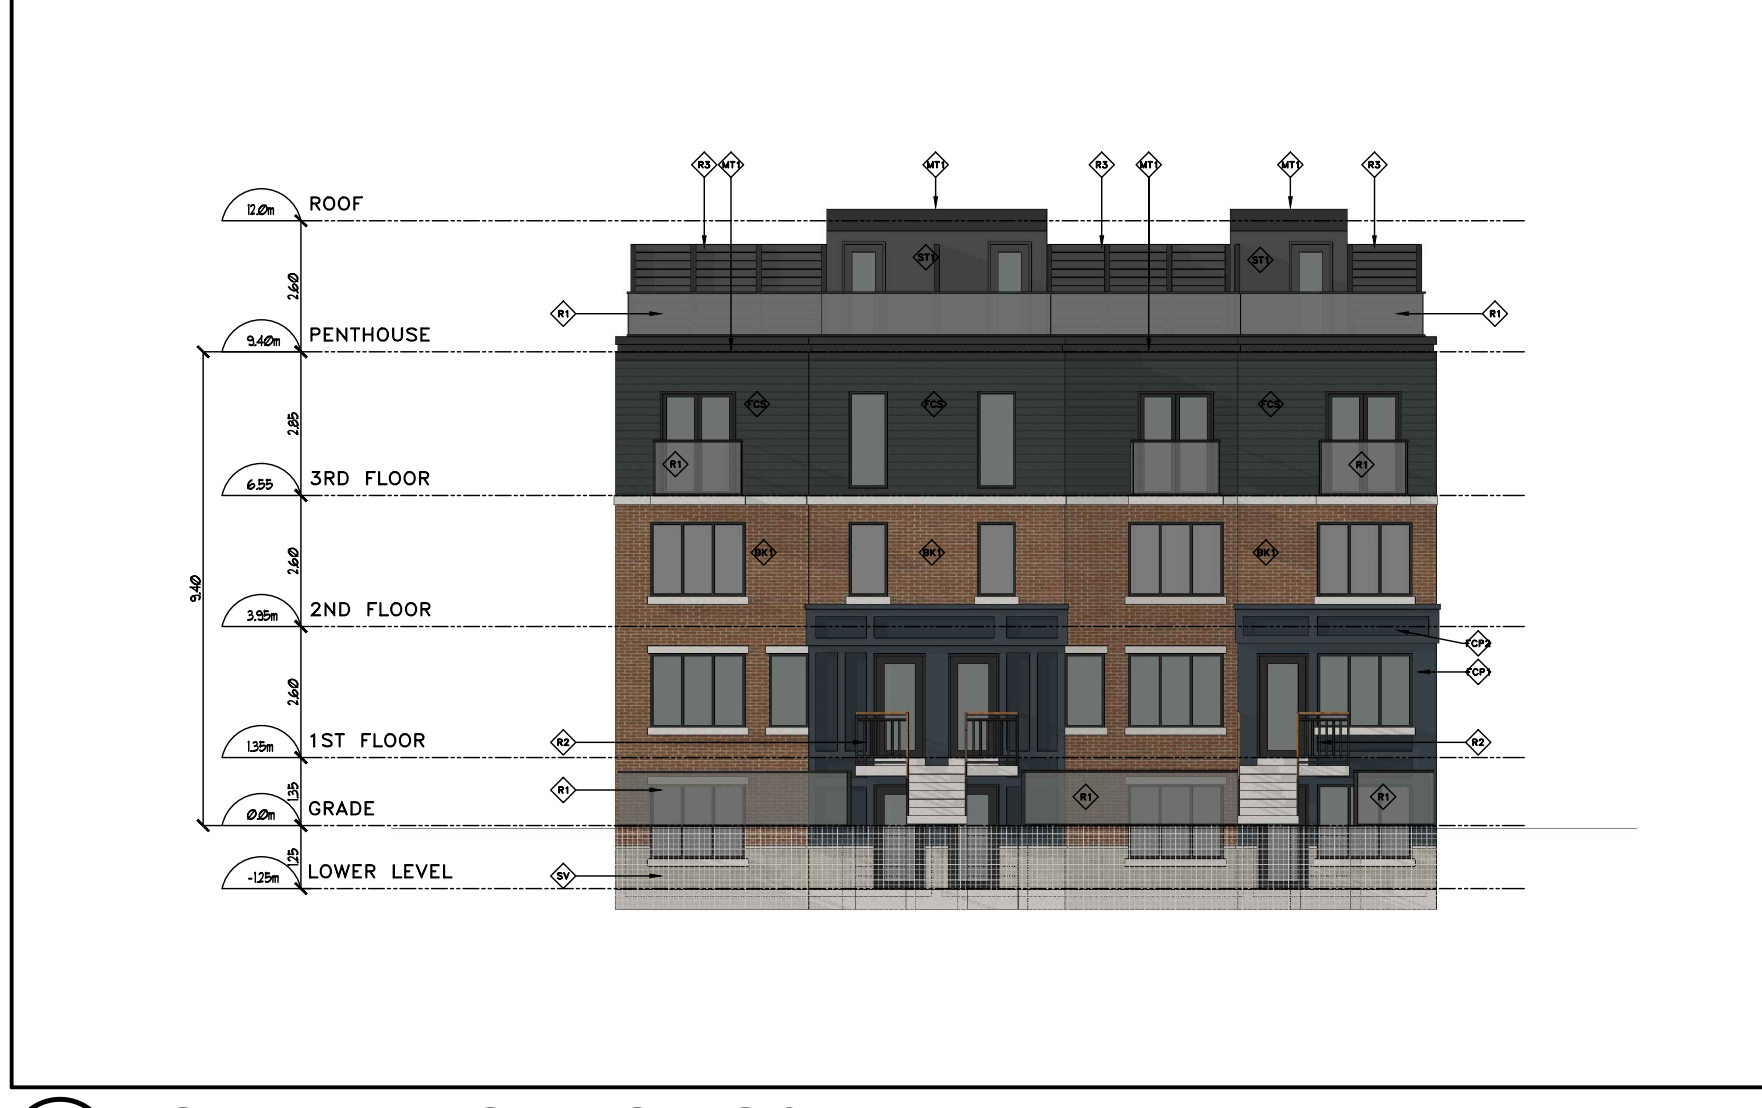 R3 MT1 MT1 R3 MT1 MT1 R3
12.0m ROOF
ST1 ST1
2.60
R1 R1
9.40m PENTHOUSE
FCS FCS FCS
2.85
R1 R1
6.55 3RD FLOOR
BK1 BK1 BK1
2.60
9.40
3.95m 2ND FLOOR
FCP2
FCP1
2.60
1.35m 1ST FLOOR
R2 R2
1.35
R1 R1 R1
0.0m GRADE
1.25
-1.25m LOWER LEVEL
SV